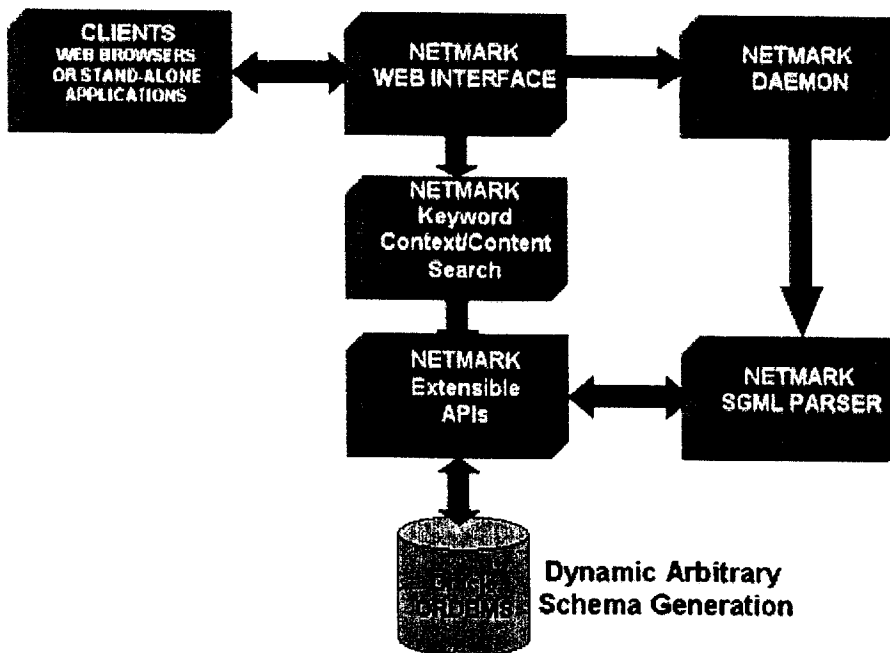 CLIENTS
WEB BROWSERS
OR STAND-ALONE
APPLICATIONS
NETMARK
WEB INTERFACE
NETMARK
DAEMON
NETMARK
Keyword
Context/Content
Search
NETMARK
Extensible
APIs
NETMARK
SGML PARSER
ORDBMS
Dynamic Arbitrary
Schema Generation